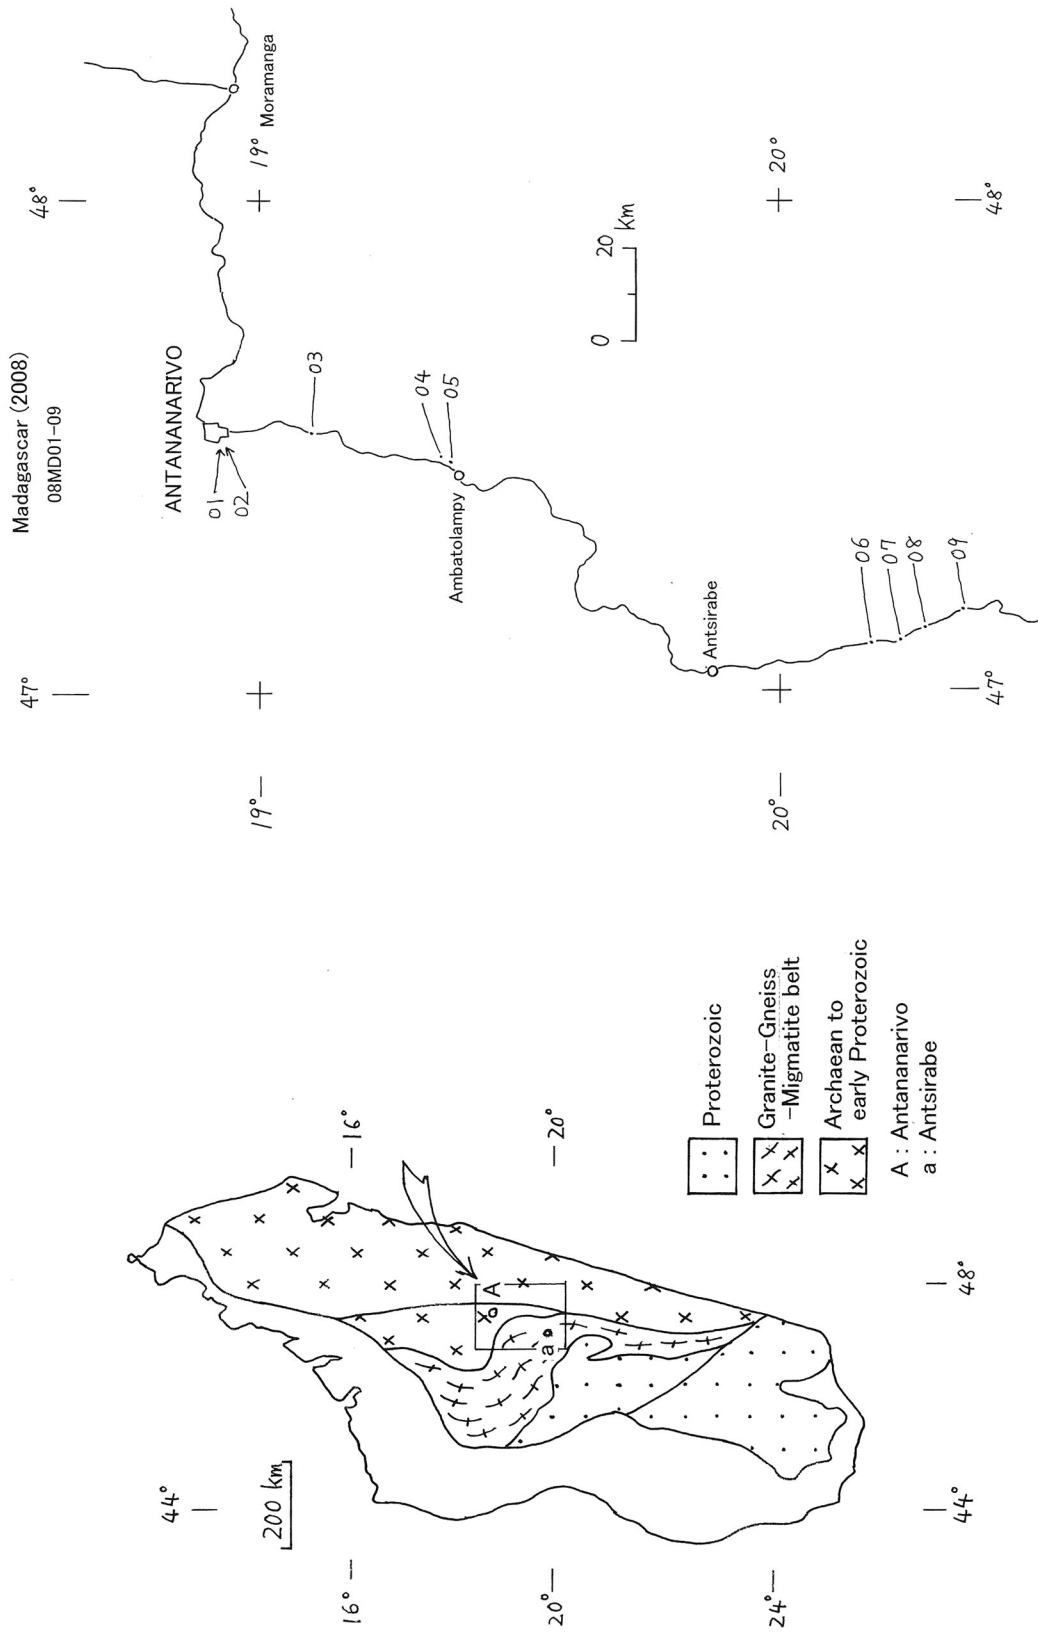 Madagascar (2008)
08MD01-09
47°
48°
ANTANANARIVO
01
02
03
04
05
Ambatolampy
Antsirabe
06
07
08
09
19°
19°
Moramanga
0 20 km
20°
20°
47°
48°
44°
200 km
16°
16°
20°
20°
24°
44°
48°
A
a
Proterozoic
Granite-Gneiss
-Migmatite belt
Archaean to
early Proterozoic
A : Antananarivo
a : Antsirabe